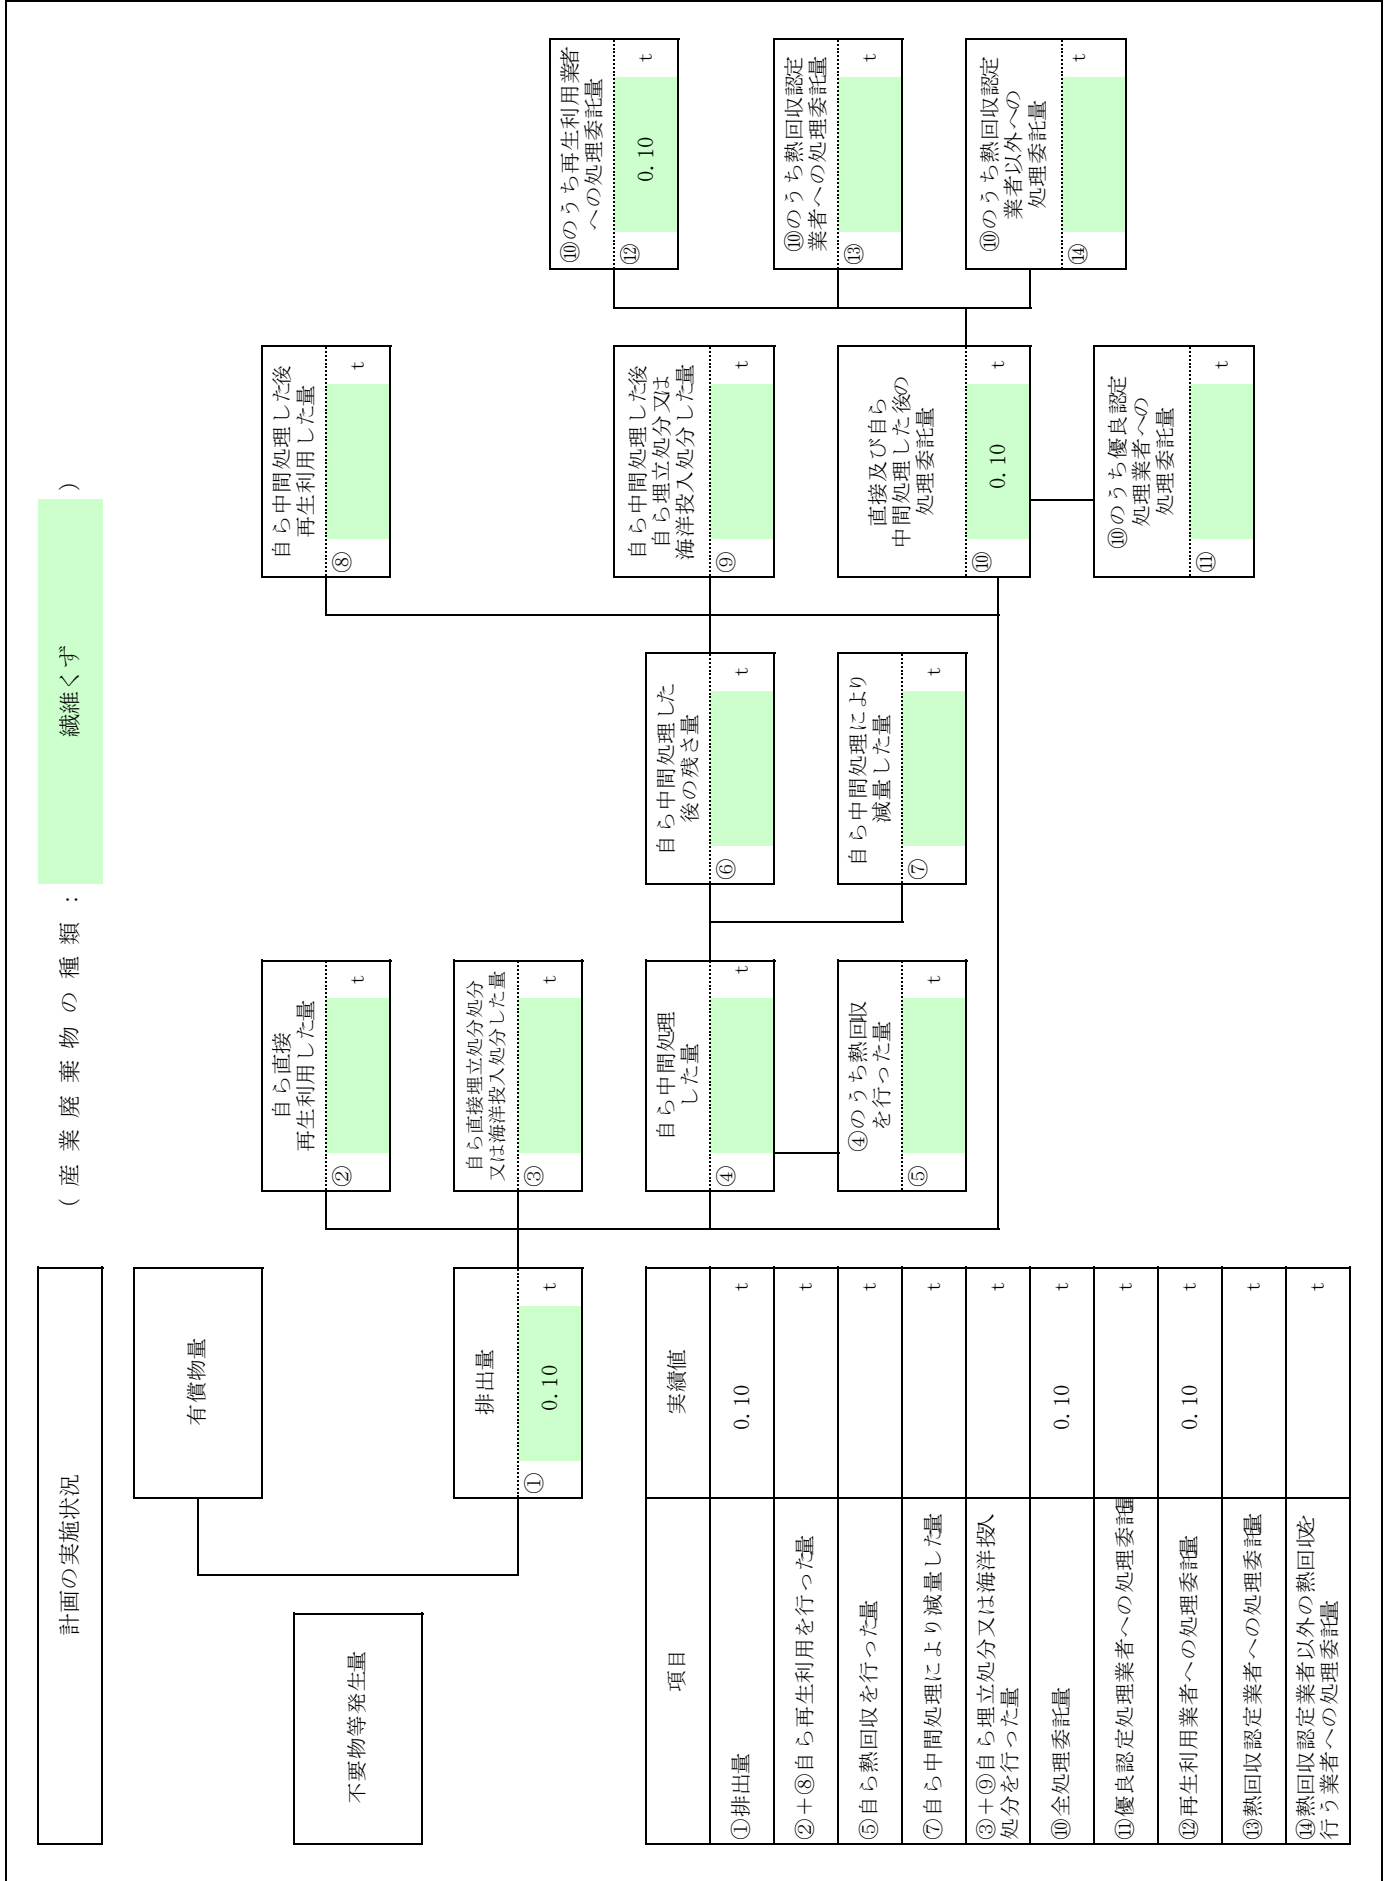 計画の実施状況
（産業廃棄物の種類：
繊維くず
）
不要物等発生量
有償物量
排出量
①
0.10
t
自ら直接
再生利用した量
②
t
自ら直接埋立処分処分
又は海洋投入処分した量
③
t
自ら中間処理
した量
④
t
④のうち熱回収
を行った量
⑤
t
自ら中間処理した
後の残さ量
⑥
t
自ら中間処理により
減量した量
⑦
t
自ら中間処理した後
再生利用した量
⑧
t
自ら中間処理した後
自ら埋立処分又は
海洋投入処分した量
⑨
t
直接及び自ら
中間処理した後の
処理委託量
⑩
0.10
t
⑩のうち優良認定
処理業者への
処理委託量
⑪
t
⑩のうち再生利用業者
への処理委託量
⑫
0.10
t
⑩のうち熱回収認定
業者への処理委託量
⑬
t
⑩のうち熱回収認定
業者以外への
処理委託量
⑭
t
項目
実績値
①排出量
0.10
t
②＋⑧自ら再生利用を行った量
t
⑤自ら熱回収を行った量
t
⑦自ら中間処理により減量した量
t
③＋⑨自ら埋立処分又は海洋投入
処分を行った量
t
⑩全処理委託量
0.10
t
⑪優良認定処理業者への処理委託量
t
⑫再生利用業者への処理委託量
0.10
t
⑬熱回収認定業者への処理委託量
t
⑭熱回収認定業者以外の熱回収を
行う業者への処理委託量
t